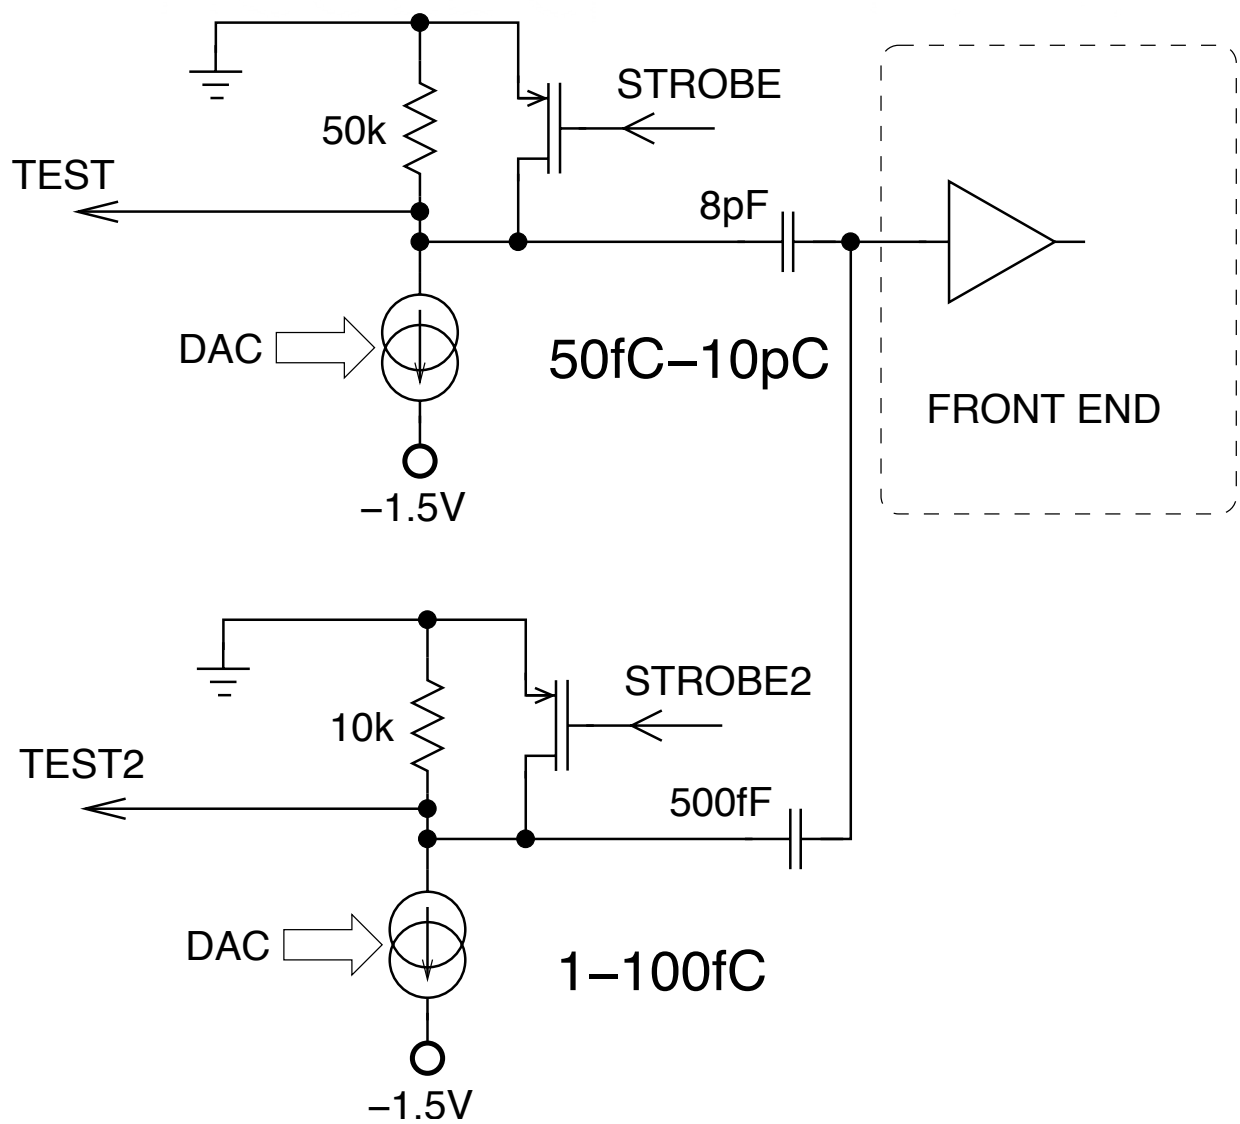 STROBE
50k
TEST
8pF
DAC
50fC–10pC
FRONT END
–1.5V
STROBE2
10k
TEST2
500fF
DAC
1–100fC
–1.5V